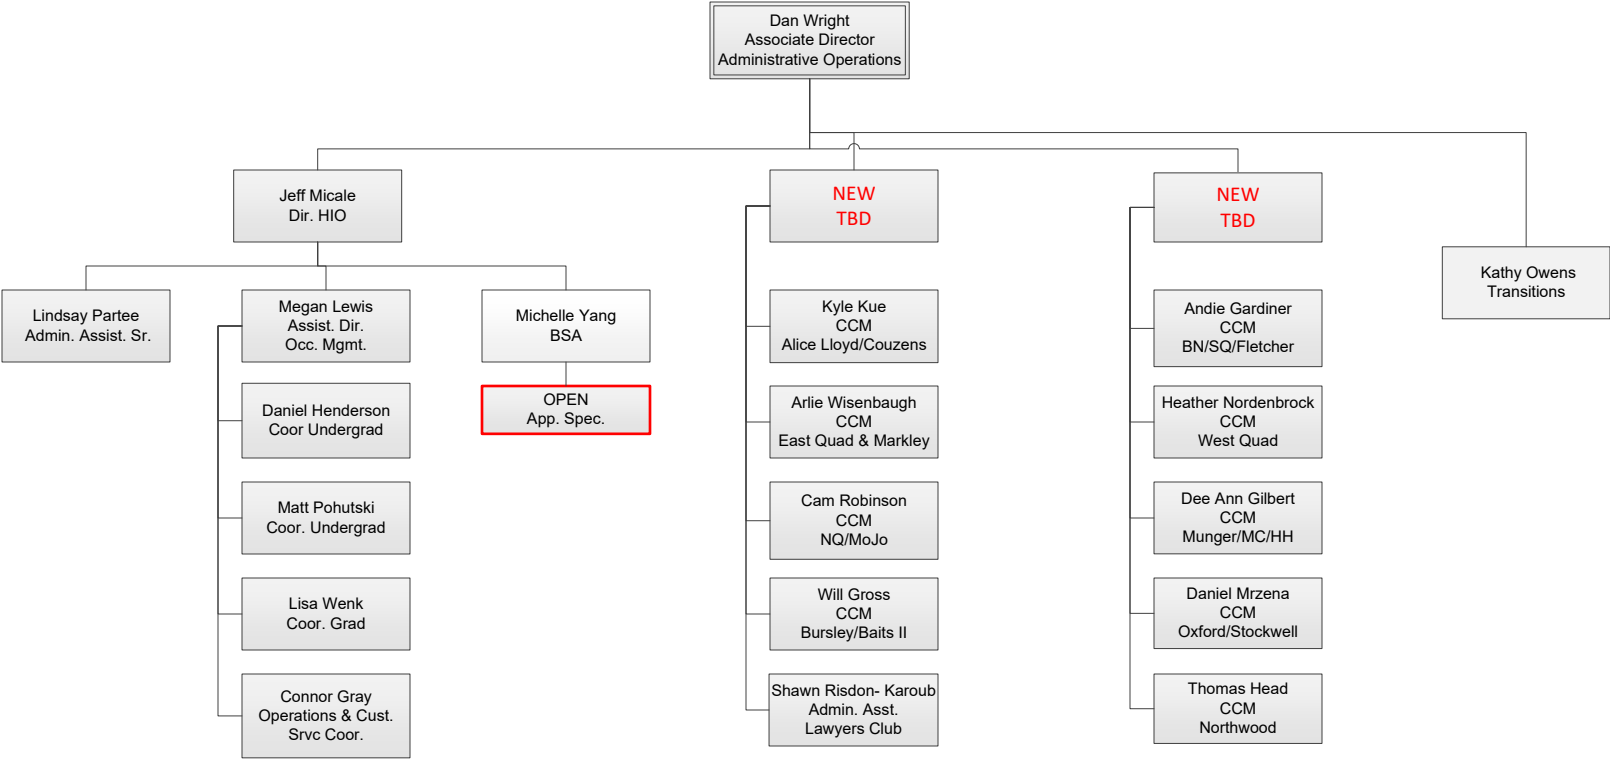 Dan Wright
Associate Director
Administrative Operations
Jeff Micale
Dir. HIO
NEW
TBD
NEW
TBD
Kathy Owens
Transitions
Lindsay Partee
Admin. Assist. Sr.
Megan Lewis
Assist. Dir.
Occ. Mgmt.
Michelle Yang
BSA
OPEN
App. Spec.
Daniel Henderson
Coor Undergrad
Matt Pohutski
Coor. Undergrad
Lisa Wenk
Coor. Grad
Connor Gray
Operations & Cust.
Srvc Coor.
Kyle Kue
CCM
Alice Lloyd/Couzens
Arlie Wisenbaugh
CCM
East Quad & Markley
Cam Robinson
CCM
NQ/MoJo
Will Gross
CCM
Bursley/Baits II
Shawn Risdon- Karoub
Admin. Asst.
Lawyers Club
Andie Gardiner
CCM
BN/SQ/Fletcher
Heather Nordenbrock
CCM
West Quad
Dee Ann Gilbert
CCM
Munger/MC/HH
Daniel Mrzena
CCM
Oxford/Stockwell
Thomas Head
CCM
Northwood